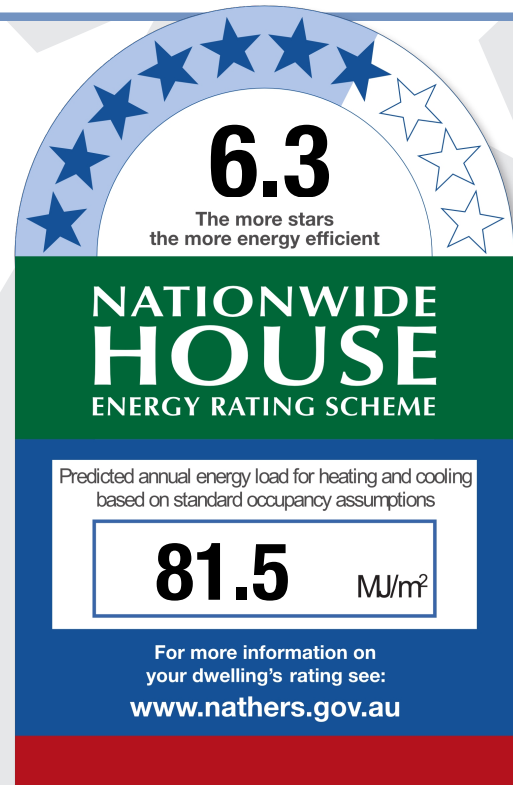 6.3
The more stars
the more energy efficient
NATIONWIDE
HOUSE
ENERGY RATING SCHEME
Predicted annual energy load for heating and cooling
based on standard occupancy assumptions
81.5 MJ/m²
For more information on
your dwelling's rating see:
www.nathers.gov.au